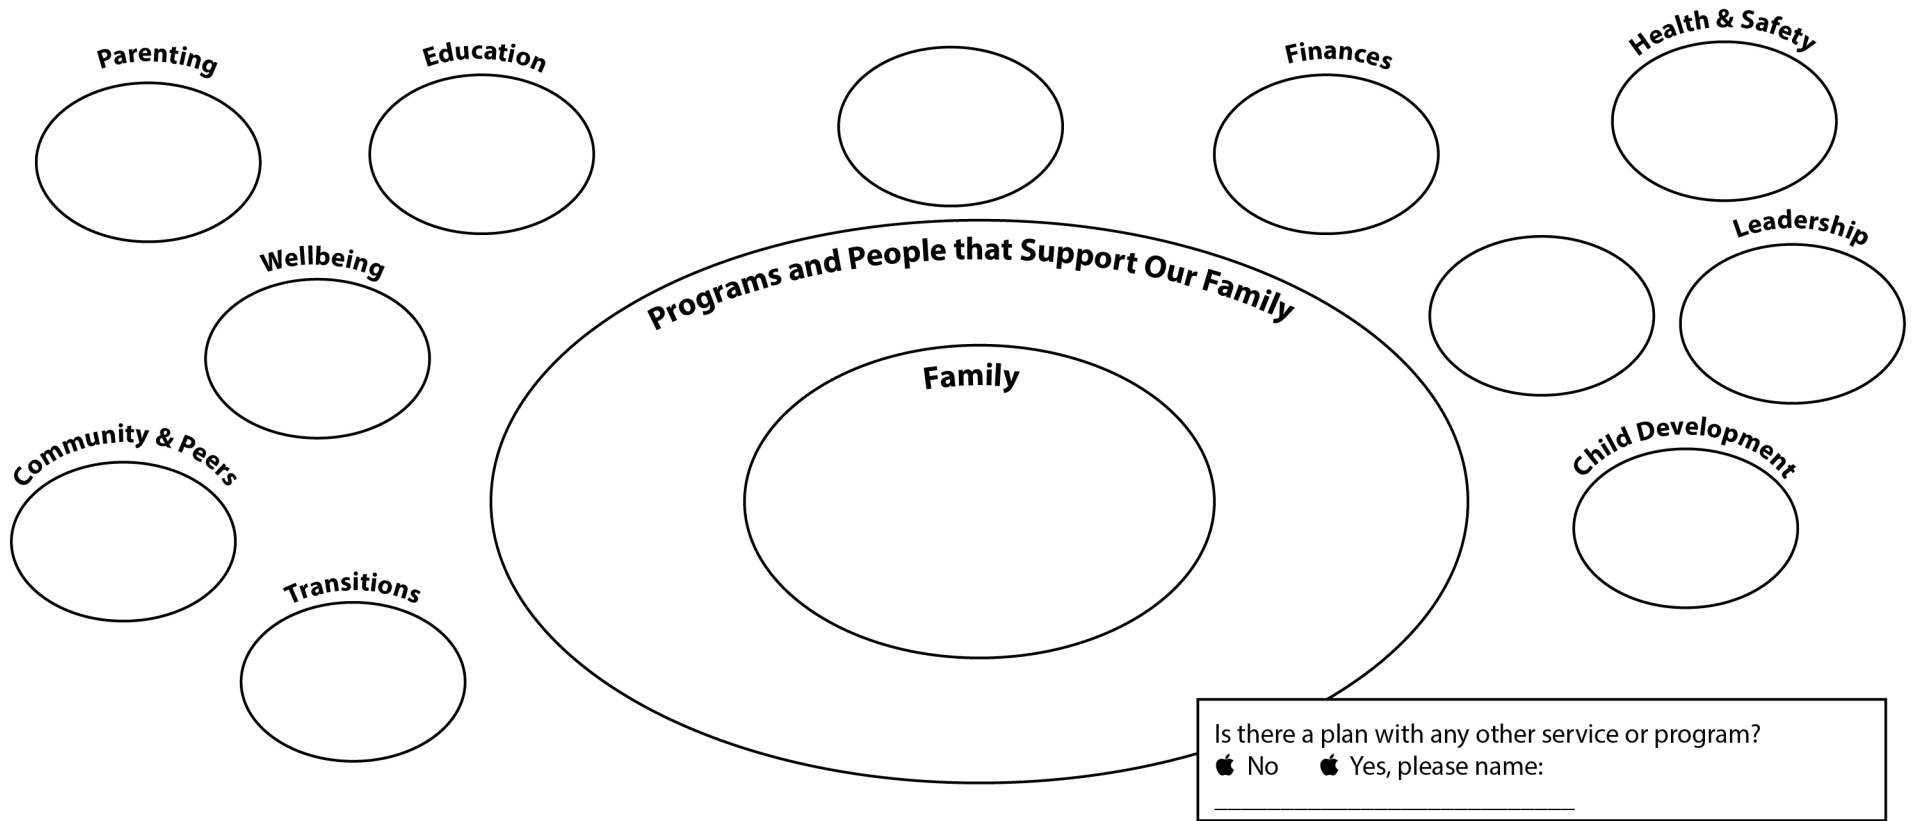 Parenting
Education
Finances
Health & Safety
Wellbeing
Leadership
Programs and People that Support Our Family
Family
Community & Peers
Child Development
Transitions
Is there a plan with any other service or program?
No Yes, please name:
___________________________